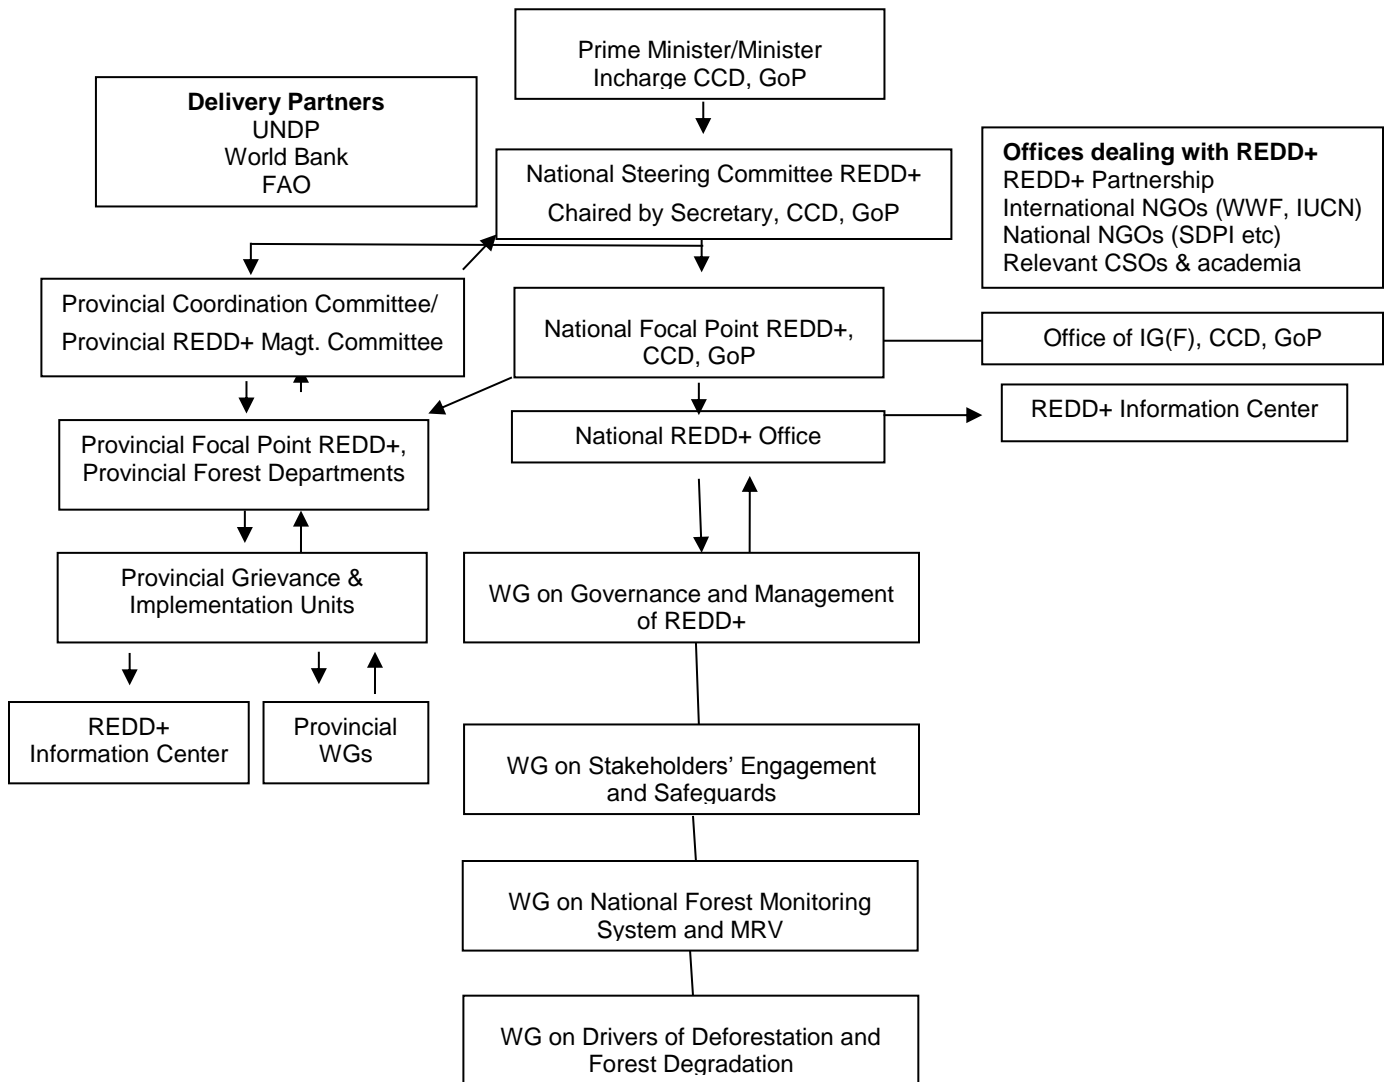 Prime Minister/Minister
Incharge CCD, GoP
Delivery Partners
UNDP
World Bank
FAO
National Steering Committee REDD+
Chaired by Secretary, CCD, GoP
Offices dealing with REDD+
REDD+ Partnership
International NGOs (WWF, IUCN)
National NGOs (SDPI etc)
Relevant CSOs & academia
Provincial Coordination Committee/
Provincial REDD+ Magt. Committee
National Focal Point REDD+,
CCD, GoP
Office of IG(F), CCD, GoP
REDD+ Information Center
Provincial Focal Point REDD+,
Provincial Forest Departments
National REDD+ Office
Provincial Grievance &
Implementation Units
WG on Governance and Management
of REDD+
REDD+
Information Center
Provincial
WGs
WG on Stakeholders’ Engagement
and Safeguards
WG on National Forest Monitoring
System and MRV
WG on Drivers of Deforestation and
Forest Degradation